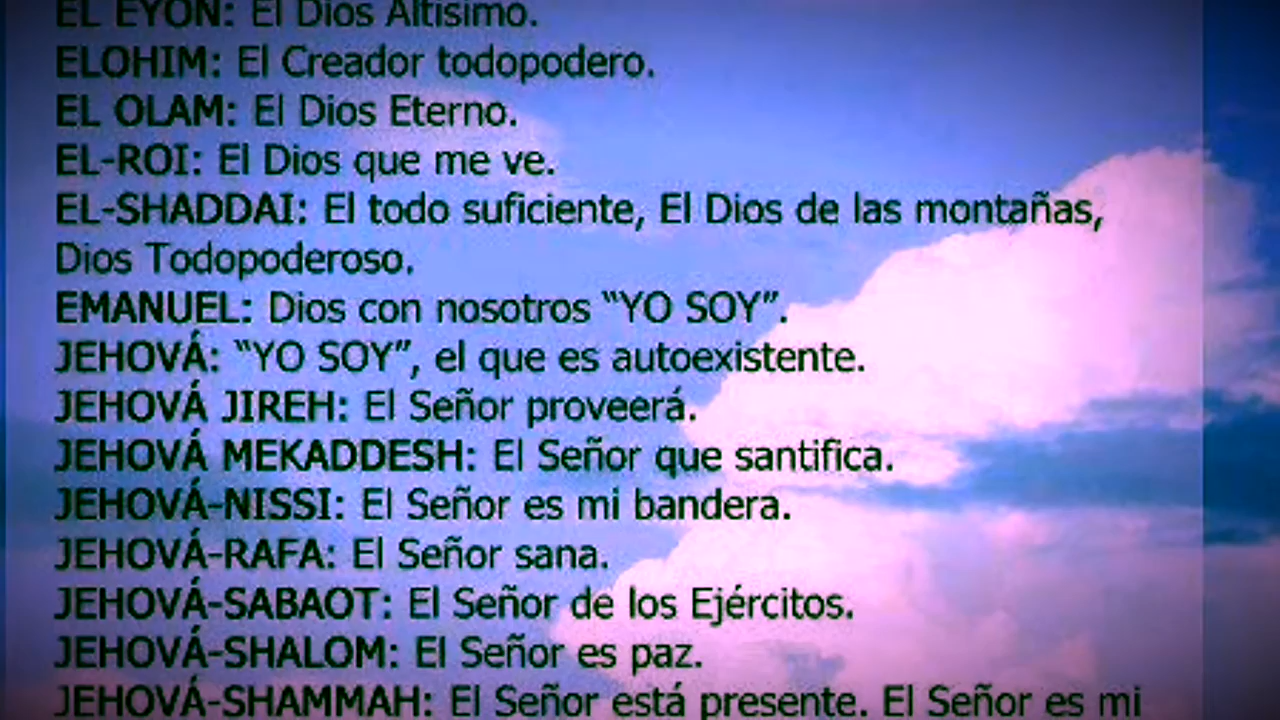 EL EYON: El Dios Altísimo.
ELOHIM: El Creador todopodero.
EL OLAM: El Dios Eterno.
EL-ROI: El Dios que me ve.
EL-SHADDAI: El todo suficiente, El Dios de las montañas,
Dios Todopoderoso.
EMANUEL: Dios con nosotros “YO SOY”.
JEHOVÁ: “YO SOY”, el que es autoexistente.
JEHOVÁ JIREH: El Señor proveerá.
JEHOVÁ MEKADDESH: El Señor que santifica.
JEHOVÁ-NISSI: El Señor es mi bandera.
JEHOVÁ-RAFA: El Señor sana.
JEHOVÁ-SABAOT: El Señor de los Ejércitos.
JEHOVÁ-SHALOM: El Señor es paz.
JEHOVÁ-SHAMMAH: El Señor está presente. El Señor es mi